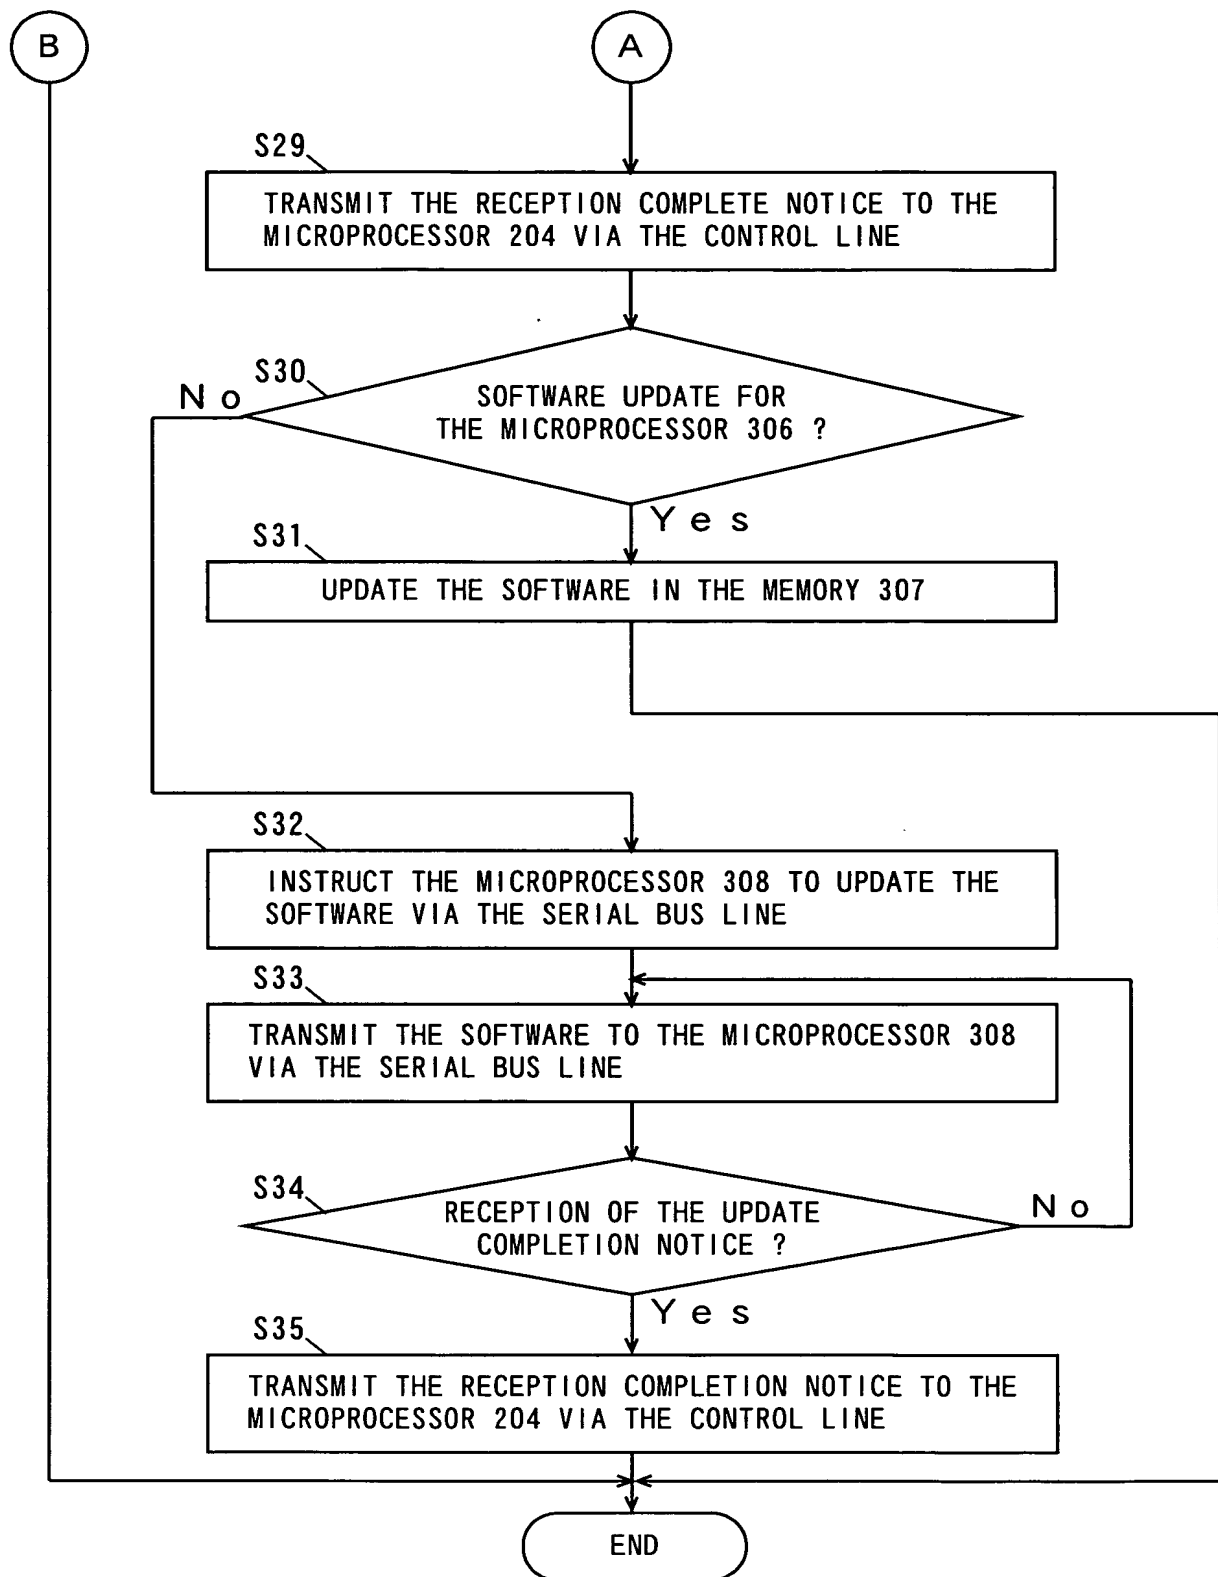 B
A
S29
TRANSMIT THE RECEPTION COMPLETE NOTICE TO THE
MICROPROCESSOR 204 VIA THE CONTROL LINE
S30
No
SOFTWARE UPDATE FOR
THE MICROPROCESSOR 306 ?
Yes
S31
UPDATE THE SOFTWARE IN THE MEMORY 307
S32
INSTRUCT THE MICROPROCESSOR 308 TO UPDATE THE
SOFTWARE VIA THE SERIAL BUS LINE
S33
TRANSMIT THE SOFTWARE TO THE MICROPROCESSOR 308
VIA THE SERIAL BUS LINE
S34
RECEPTION OF THE UPDATE
COMPLETION NOTICE ?
No
Yes
S35
TRANSMIT THE RECEPTION COMPLETION NOTICE TO THE
MICROPROCESSOR 204 VIA THE CONTROL LINE
END